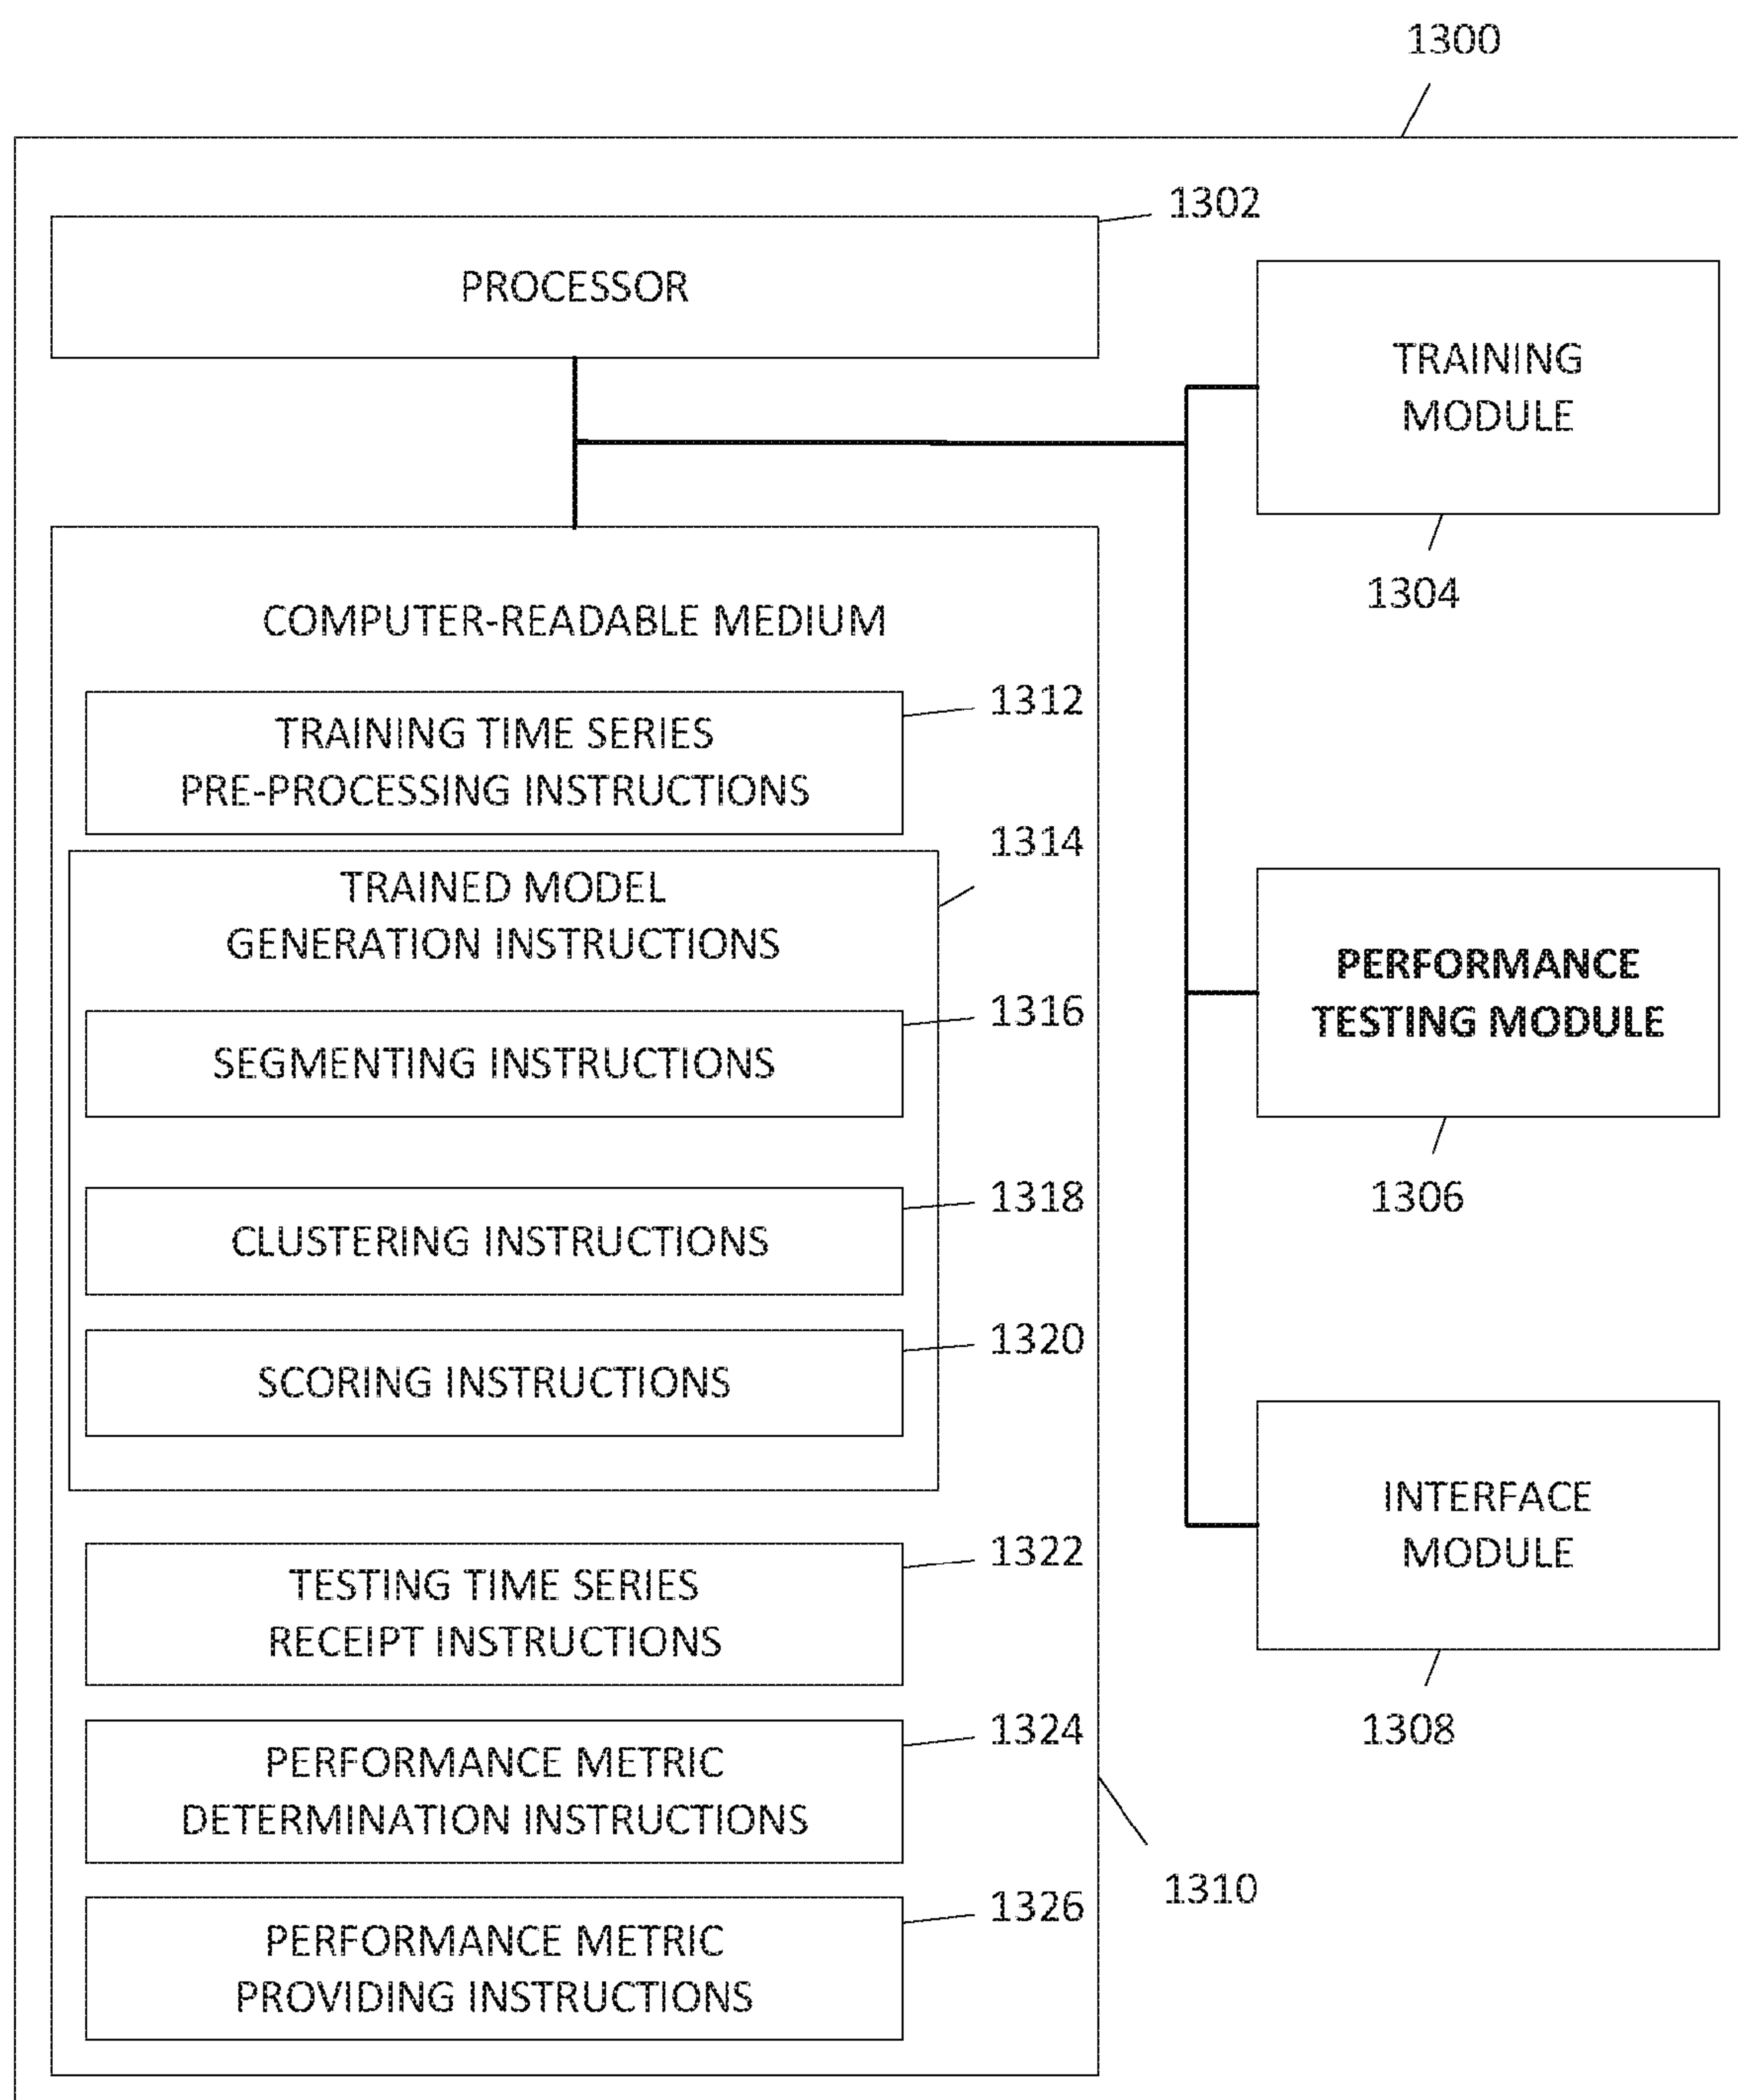 1300
1302
PROCESSOR
TRAINING
MODULE
1304
COMPUTER-READABLE MEDIUM
1312
TRAINING TIME SERIES
PRE-PROCESSING INSTRUCTIONS
1314
TRAINED MODEL
GENERATION INSTRUCTIONS
1316
SEGMENTING INSTRUCTIONS
1318
CLUSTERING INSTRUCTIONS
1320
SCORING INSTRUCTIONS
PERFORMANCE
TESTING MODULE
1306
INTERFACE
MODULE
1308
1322
TESTING TIME SERIES
RECEIPT INSTRUCTIONS
1324
PERFORMANCE METRIC
DETERMINATION INSTRUCTIONS
1310
1326
PERFORMANCE METRIC
PROVIDING INSTRUCTIONS